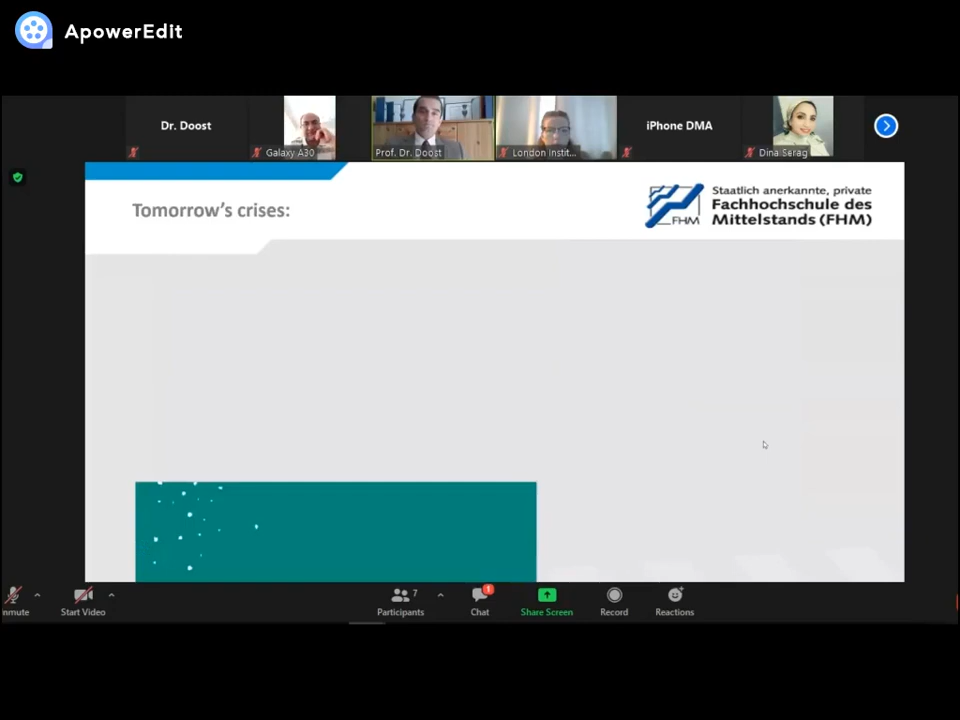 ApowerEdit
Dr. Doost
Galaxy A30
Prof. Dr. Doost
London Instit...
iPhone DMA
Dina Serag
Tomorrow's crises:
FHM
Staatlich anerkannte, private
Fachhochschule des
Mittelstands (FHM)
nmute
Start Video
Participants
7
Chat
1
Share Screen
Record
Reactions